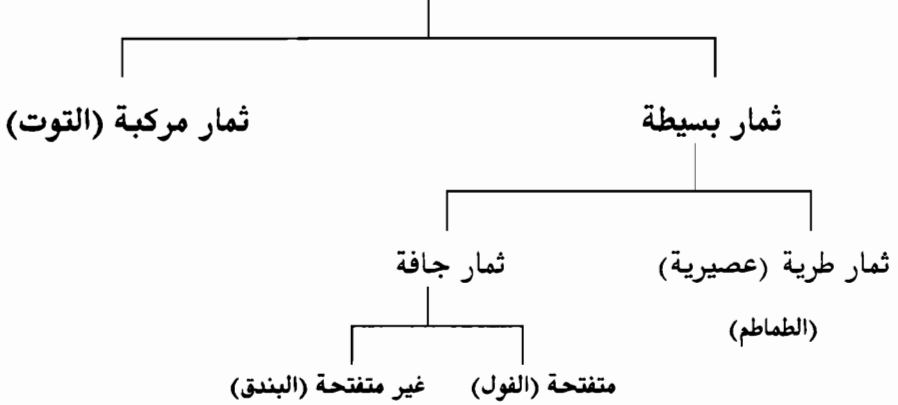 ثمار بسيطة
ثمار مركبة (التوت)
ثمار طرية (عصيرية)
ثمار جافة
(الطماطم)
متفتحة (الفول)
غير متفتحة (البندق)